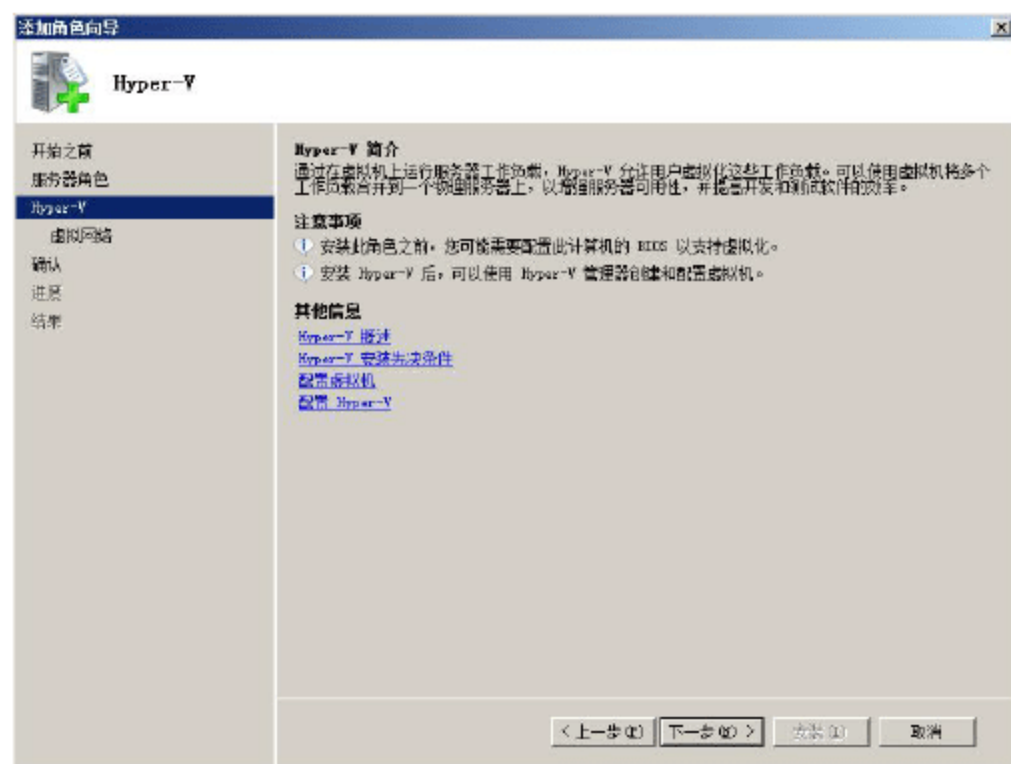 添加角色向导
Hyper-V
开始之前
服务器角色
Hyper-V
虚拟网络
确认
进度
结果
Hyper-V 简介
通过在虚拟机上运行服务器工作负载，Hyper-V 允许用户虚拟化这些工作负载。可以使用虚拟机将多个
工作负载合并到一个物理服务器上，以增强服务器可用性，并提高开发和测试软件的效率。
注意事项
安装此角色之前，您可能需要配置此计算机的 BIOS 以支持虚拟化。
安装 Hyper-V 后，可以使用 Hyper-V 管理器创建和配置虚拟机。
其他信息
Hyper-V 概述
Hyper-V 安装先决条件
配置虚拟机
配置 Hyper-V
< 上一步(P)
下一步(N) >
安装(I)
取消